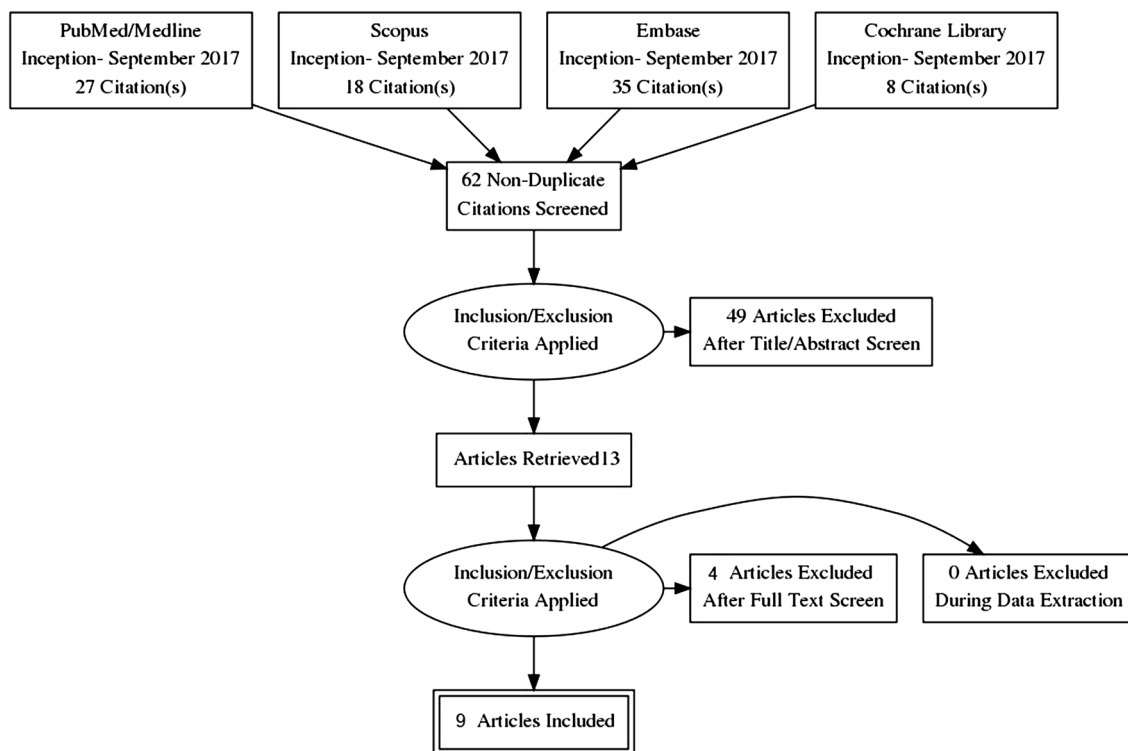 PubMed/Medline
Inception- September 2017
27 Citation(s)
Scopus
Inception- September 2017
18 Citation(s)
Embase
Inception- September 2017
35 Citation(s)
Cochrane Library
Inception- September 2017
8 Citation(s)
62 Non-Duplicate
Citations Screened
Inclusion/Exclusion
Criteria Applied
49 Articles Excluded
After Title/Abstract Screen
Articles Retrieved13
Inclusion/Exclusion
Criteria Applied
4 Articles Excluded
After Full Text Screen
0 Articles Excluded
During Data Extraction
9 Articles Included